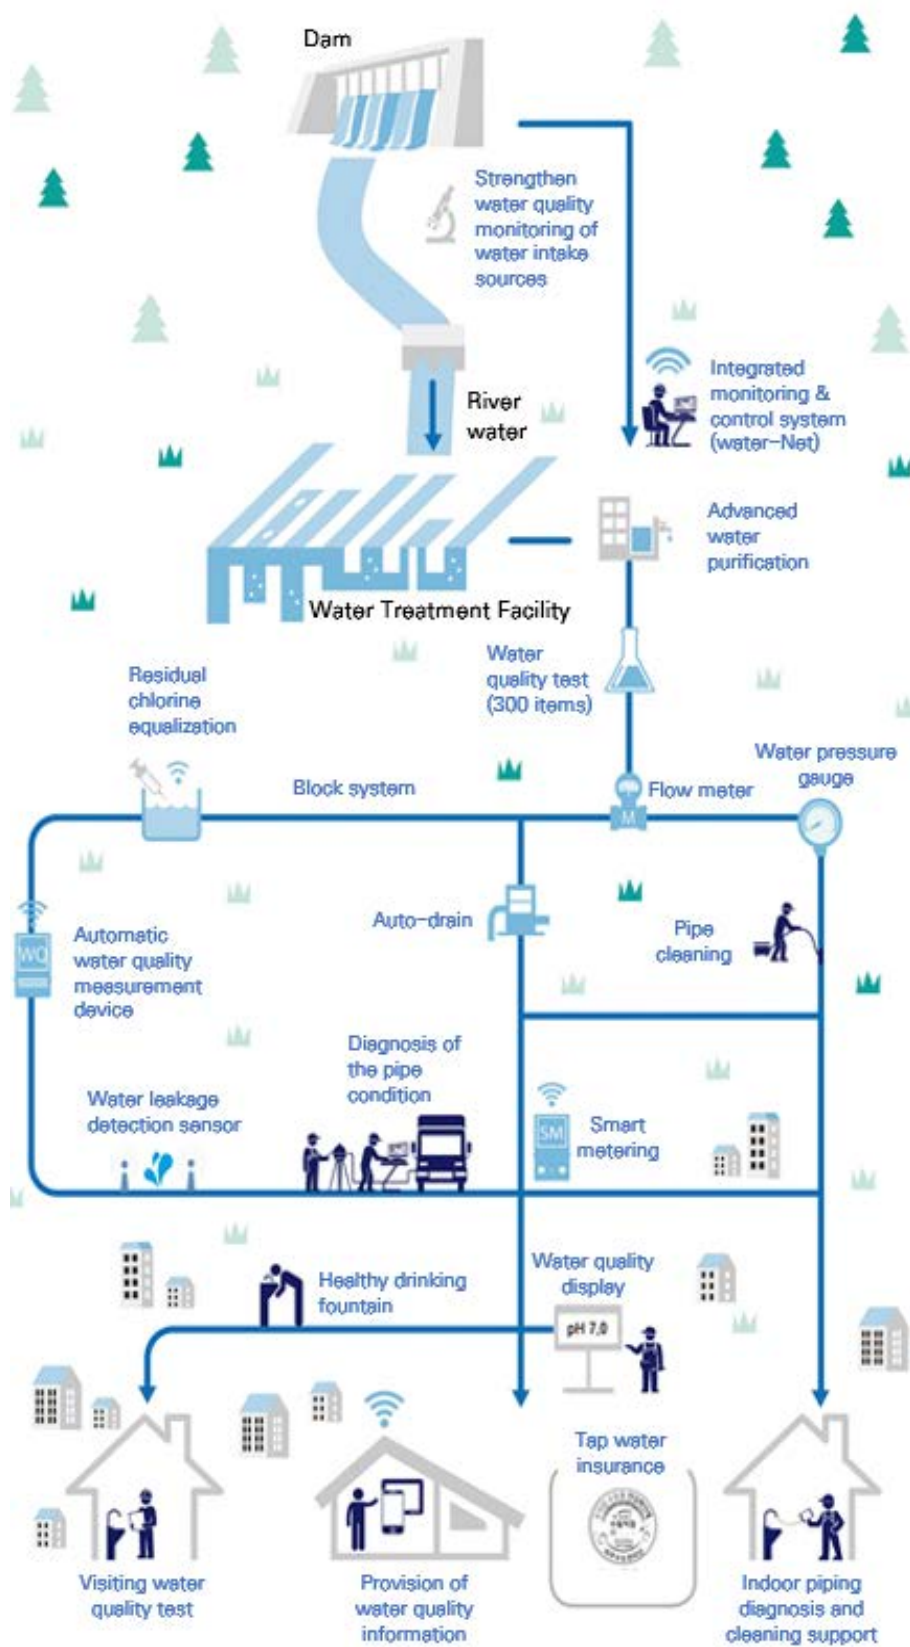 Dam
Strengthen
water quality
monitoring of
water intake
sources
Integrated
monitoring &
control system
(water-Net)
River
water
Advanced
water
purification
Water Treatment Facility
Water
quality test
(300 items)
Residual
chlorine
equalization
Water pressure
gauge
Block system
Flow meter
M
Auto-drain
Pipe
cleaning
WQ
Automatic
water quality
measurement
device
Diagnosis of
the pipe
condition
Water leakage
detection sensor
SM
Smart
metering
Water quality
display
Healthy drinking
fountain
pH 7,0
Tap water
insurance
Visiting water
quality test
Provision of
water quality
information
Indoor piping
diagnosis and
cleaning support